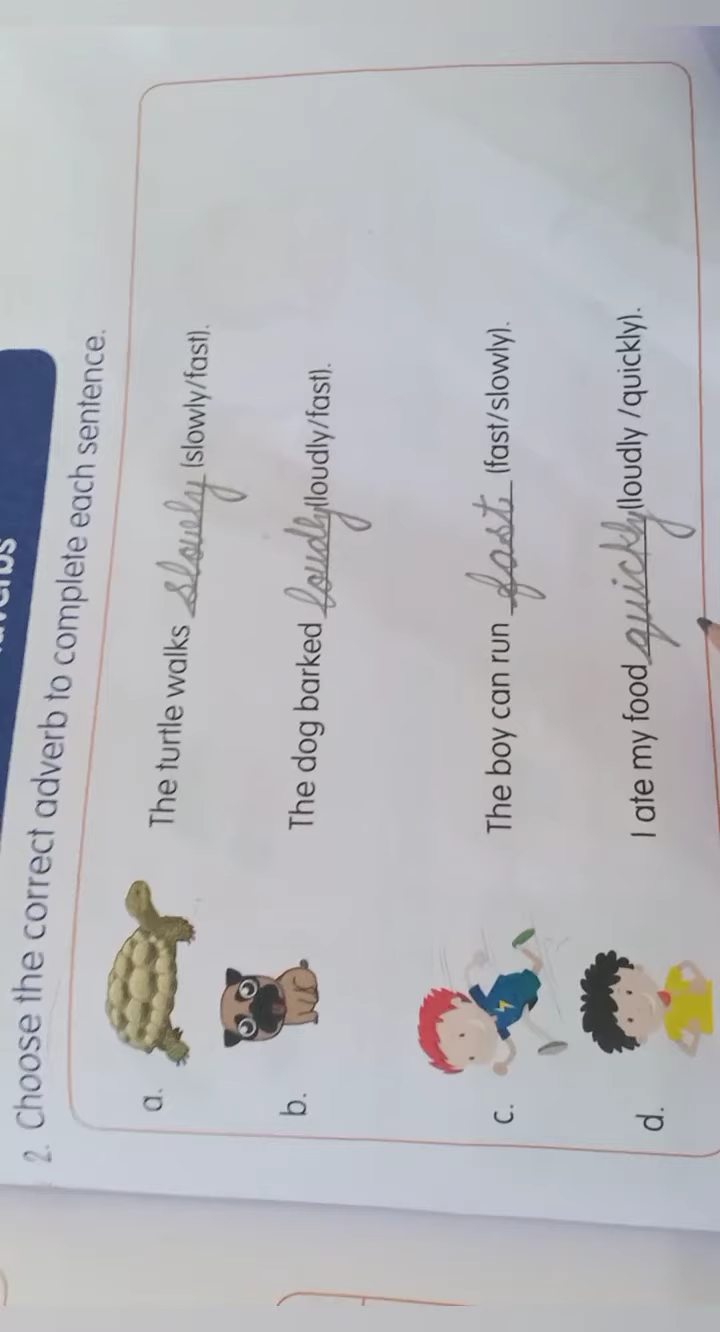 2. Choose the correct adverb to complete each sentence.
a. The turtle walks slowly (slowly/fast).
b. The dog barked loudly (loudly/fast).
c. The boy can run fast (fast/slowly).
d. I ate my food quickly (loudly /quickly).